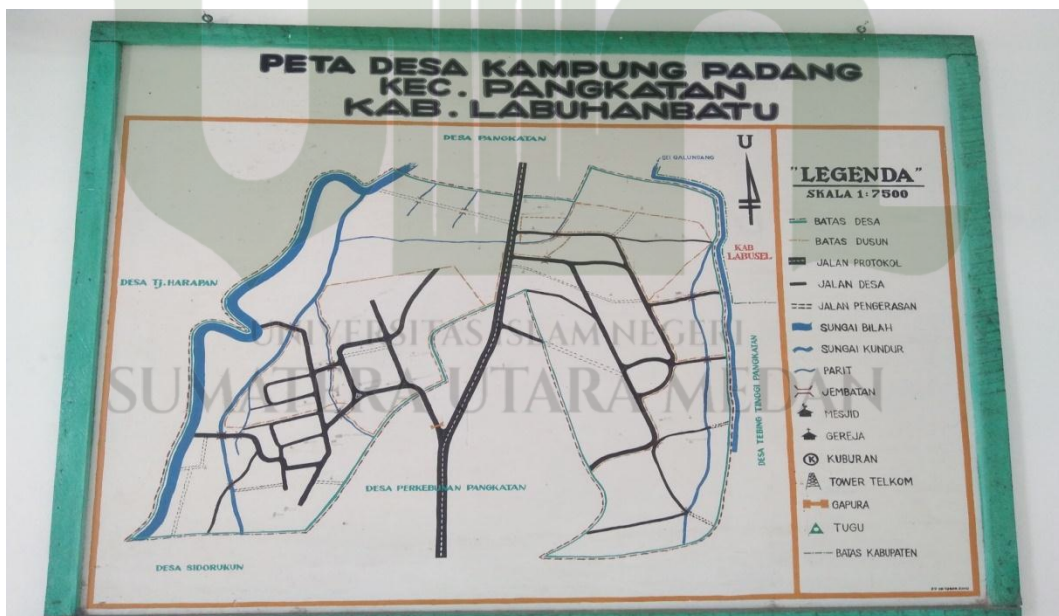 PETA DESA KAMPUNG PADANG
KEC. PANGKATAN
KAB. LABUHANBATU
DESA PANGKATAN
U
SEI BALUNDANG
KAB
LABUSEL
DESA TJ.HARAPAN
DESA TEBING TINGGI PANGKATAN
DESA PERKEBUNAN PANGKATAN
DESA SIDORUKUN
"LEGENDA"
SKALA 1:7500
BATAS DESA
BATAS DUSUN
JALAN PROTOKOL
JALAN DESA
JALAN PENGERASAN
SUNGAI BILAH
SUNGAI KUNDUR
PARIT
JEMBATAN
MESJID
GEREJA
K KUBURAN
TOWER TELKOM
GAPURA
TUGU
BATAS KABUPATEN
UNIVERSITAS ISLAM NEGERI
SUMATERA UTARA MEDAN